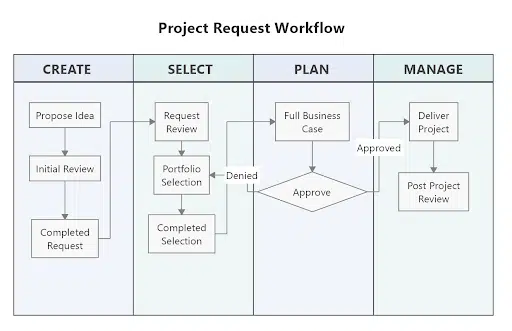 Project Request Workflow
CREATE
SELECT
PLAN
MANAGE
Propose Idea
Initial Review
Completed
Request
Request
Review
Portfolio
Selection
Completed
Selection
Full Business
Case
Approve
Denied
Approved
Deliver
Project
Post Project
Review